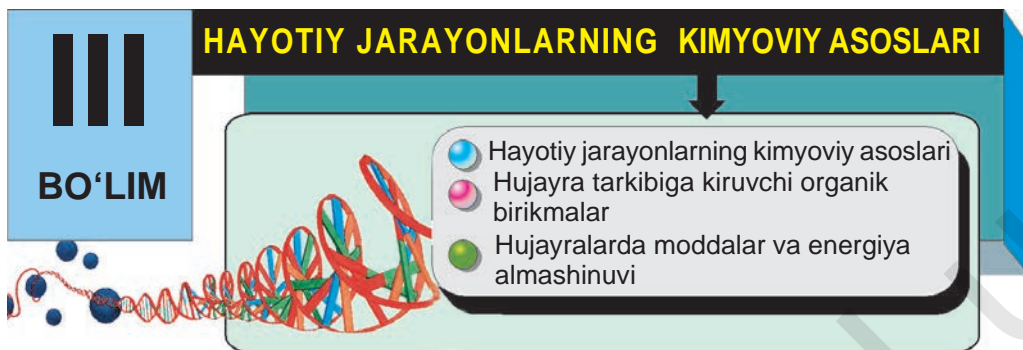 III
BO‘LIM
HAYOTIY JARAYONLARNING KIMYOVIY ASOSLARI
Hayotiy jarayonlarning kimyoviy asoslari
Hujayra tarkibiga kiruvchi organik
birikmalar
Hujayralarda moddalar va energiya
almashinuvi